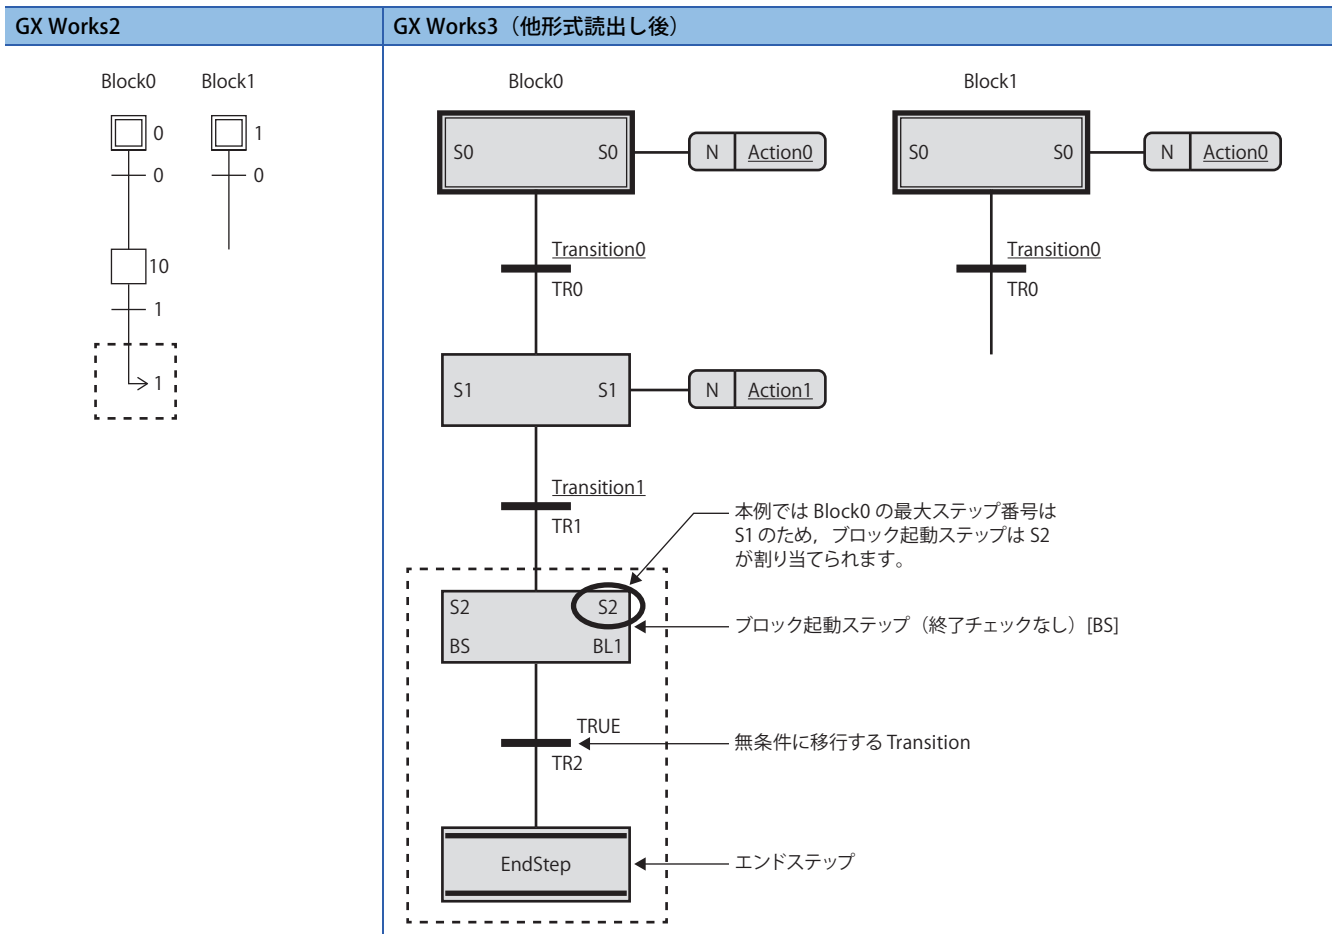 GX Works2
GX Works3（他形式読出し後）
Block0 Block1
0 1
0 0
10
1
1
Block0 Block1
S0 S0 N Action0
S0 S0 N Action0
Transition0
TR0
Transition0
TR0
S1 S1 N Action1
Transition1
TR1
本例では Block0 の最大ステップ番号は
S1 のため，ブロック起動ステップは S2
が割り当てられます。
S2 S2
BS BL1
ブロック起動ステップ（終了チェックなし）[BS]
TRUE
TR2
無条件に移行する Transition
EndStep
エンドステップ